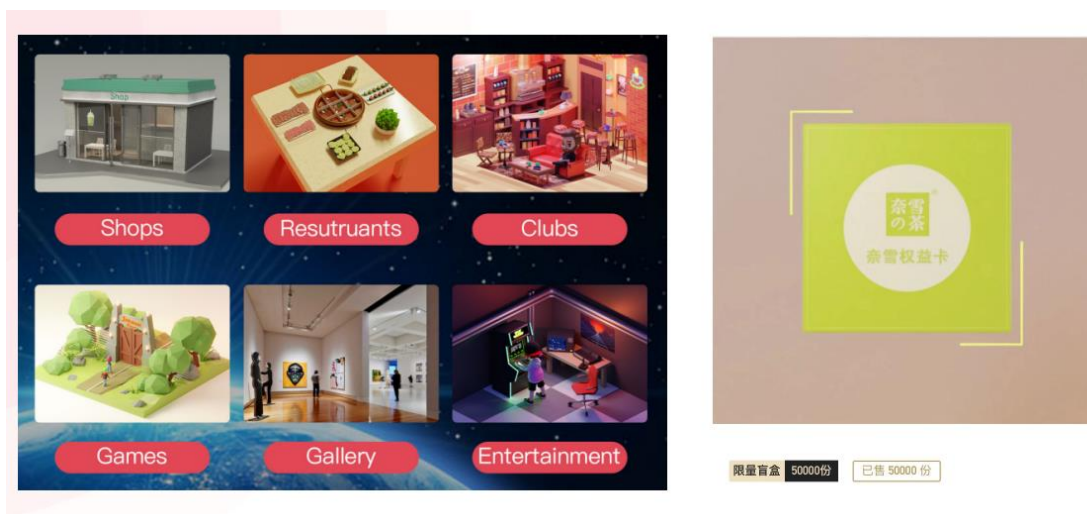 Shop
Shops
Resutruants
Clubs
Games
Gallery
Entertainment
奈雪
の茶
奈雪权益卡
限量盲盒 50000份 已售 50000 份